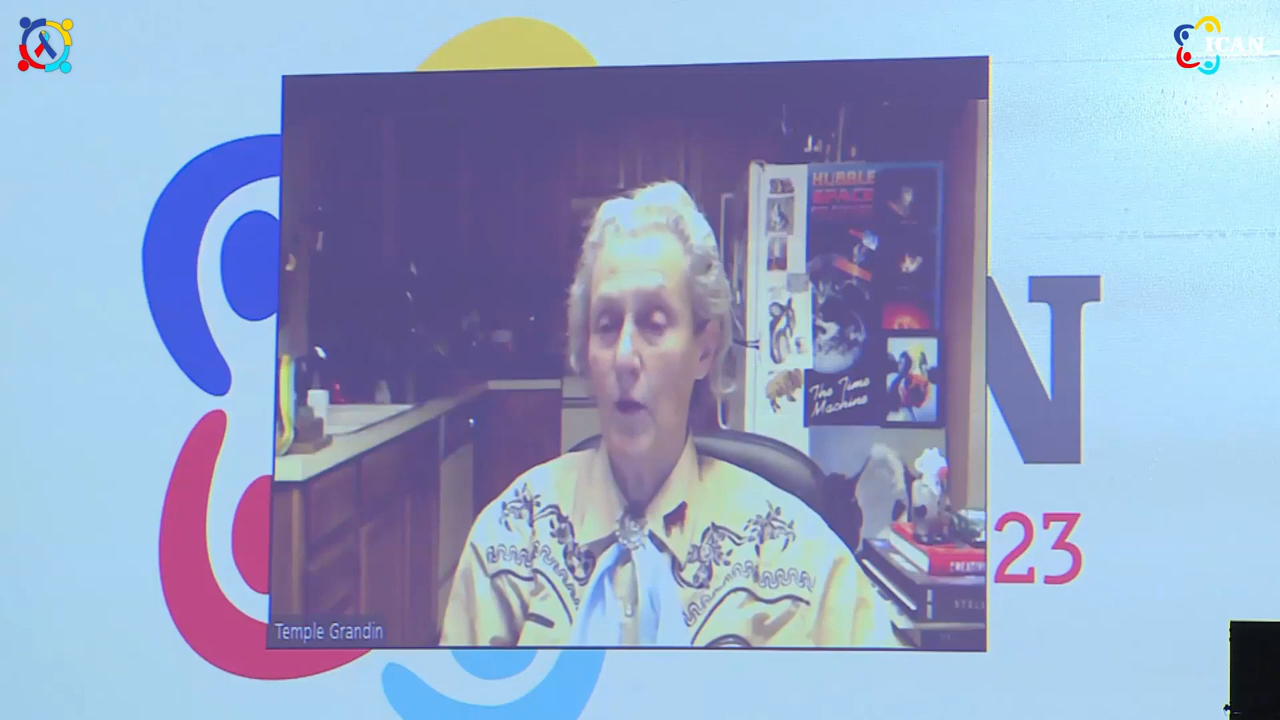 ICAN
HUBBLE
SPACE
The Time
Machine
N
23
Temple Grandin